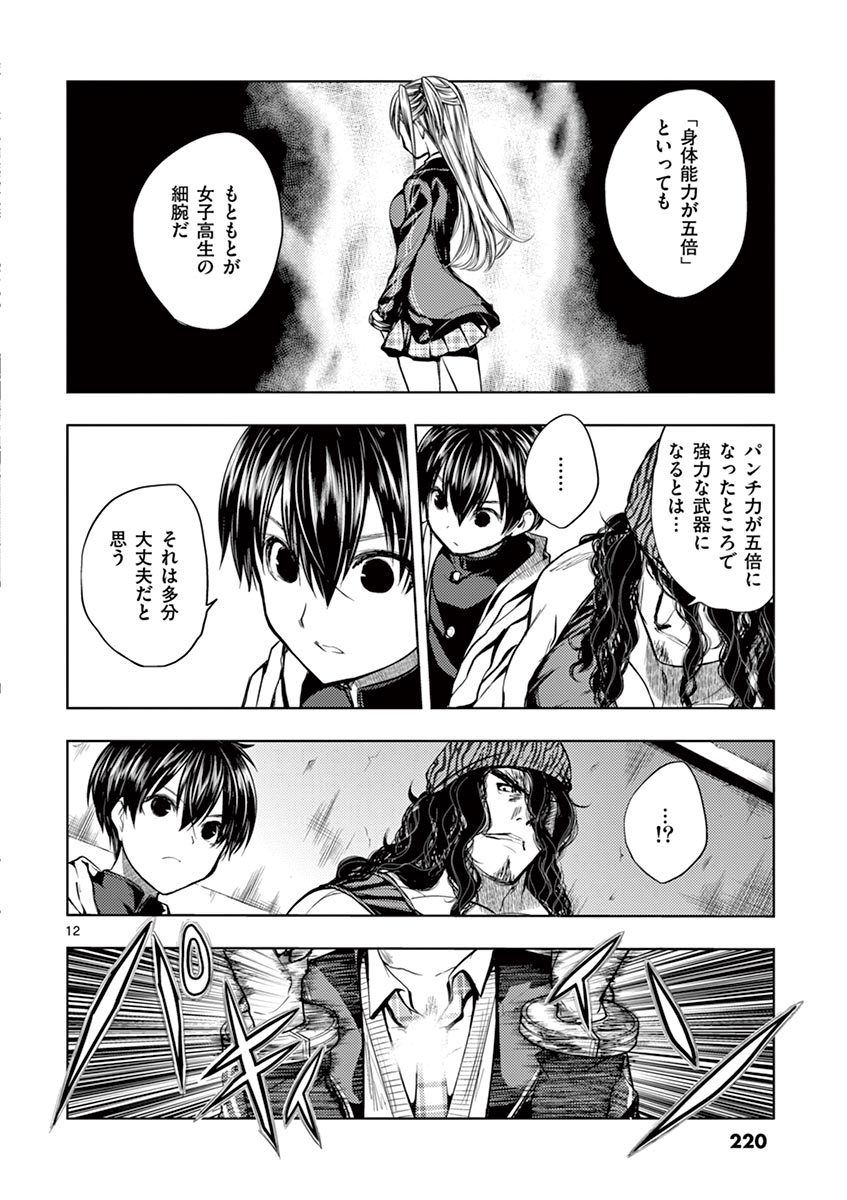 「身体能力が五倍」
といっても
もともとが
女子高生の
細腕だ
パンチ力が五倍に
なったところで
強力な武器に
なるとは…
……
それは多分
大丈夫だと
思う
…!?
12
パキィ
パキィン
220